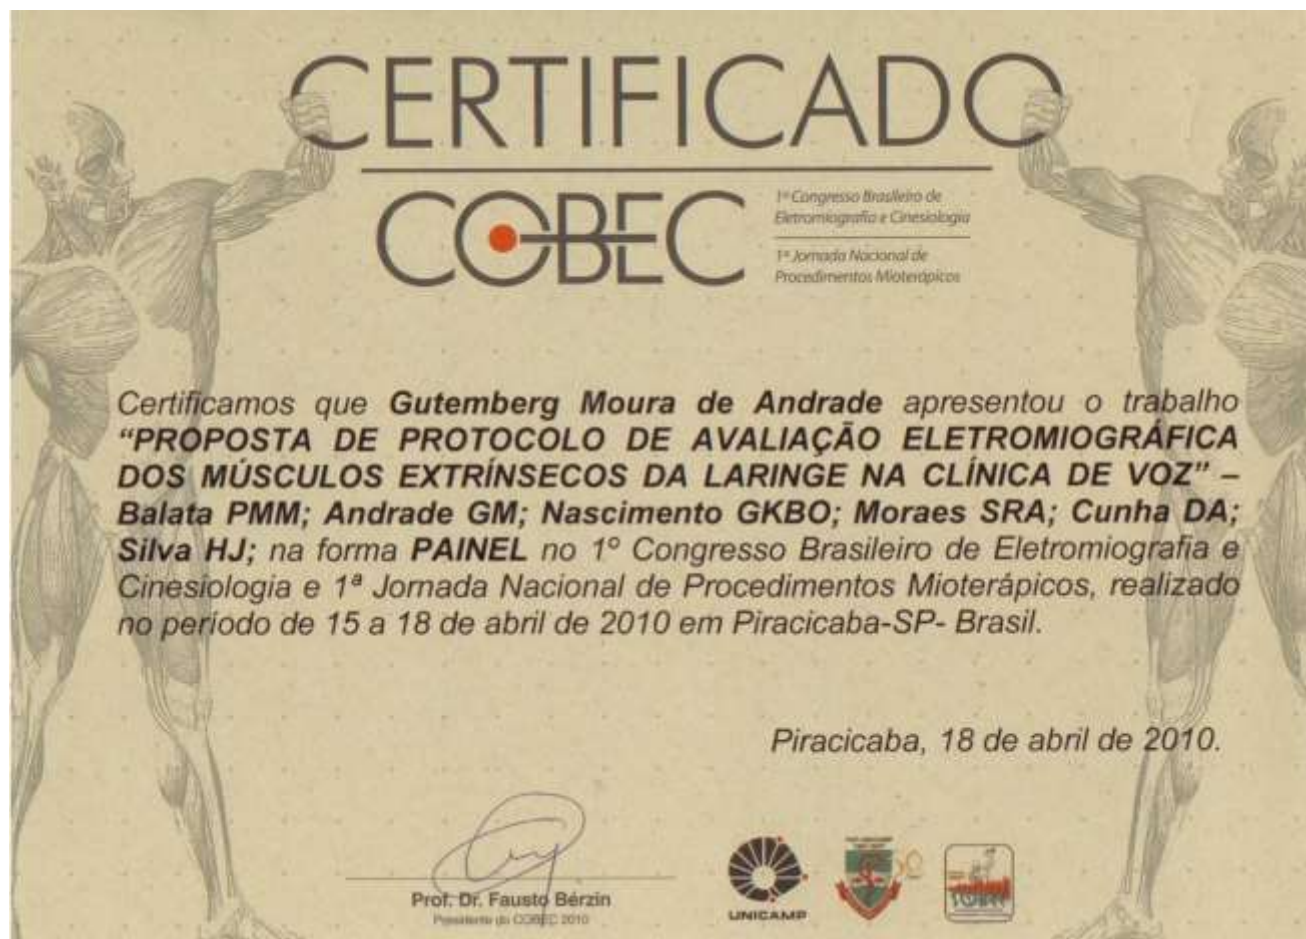 CERTIFICADO
COBEC
1º Congresso Brasileiro de
Eletromiografia e Cinesiologia
1ª Jornada Nacional de
Procedimentos Mioterápicos
Certificamos que Gutemberg Moura de Andrade apresentou o trabalho
“PROPOSTA DE PROTOCOLO DE AVALIAÇÃO ELETROMIOGRÁFICA
DOS MÚSCULOS EXTRÍNSECOS DA LARINGE NA CLÍNICA DE VOZ” –
Balata PMM; Andrade GM; Nascimento GKBO; Moraes SRA; Cunha DA;
Silva HJ; na forma PAINEL no 1º Congresso Brasileiro de Eletromiografia e
Cinesiologia e 1ª Jornada Nacional de Procedimentos Mioterápicos, realizado
no período de 15 a 18 de abril de 2010 em Piracicaba-SP- Brasil.
Piracicaba, 18 de abril de 2010.
Prof. Dr. Fausto Bérzin
Presidente do COBEC 2010
UNICAMP